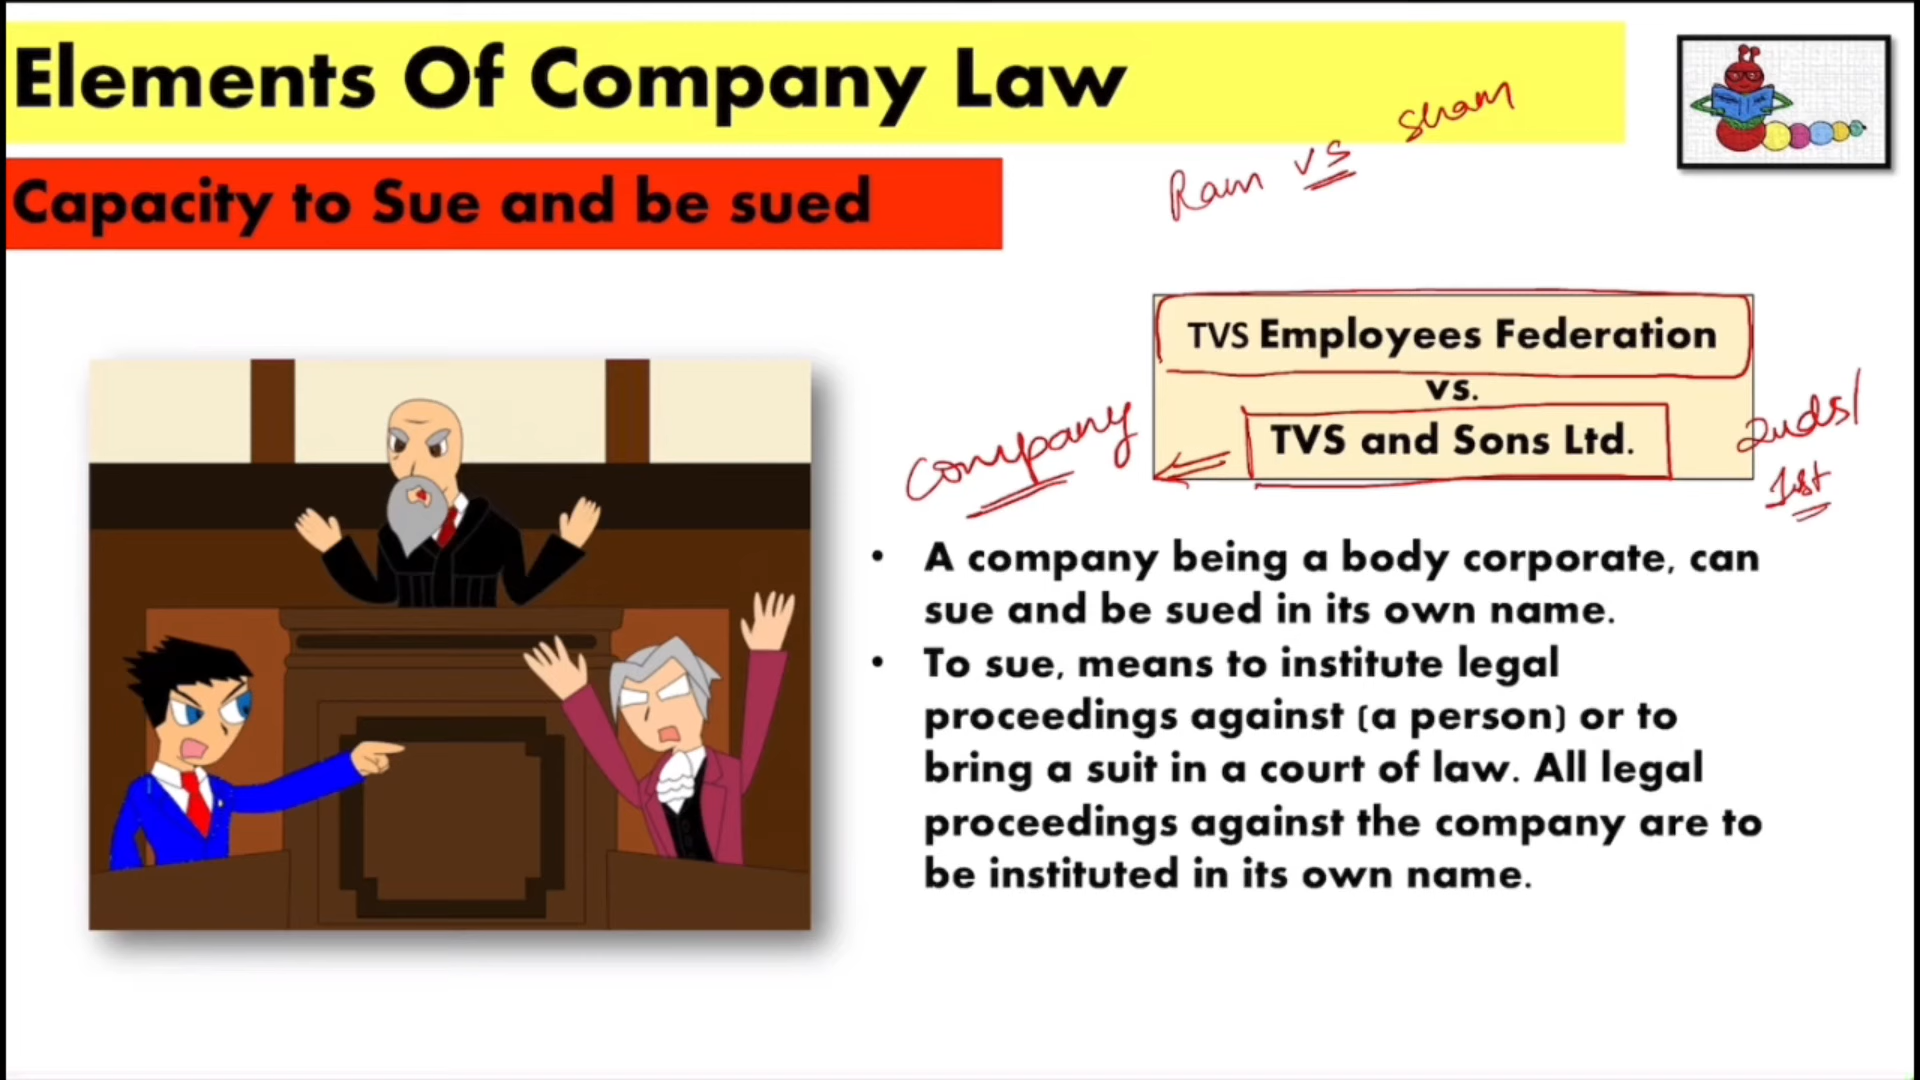 Elements Of Company Law
Ram vs Sham
Capacity to Sue and be sued
TVS Employees Federation
vs.
TVS and Sons Ltd.
company
1st
• A company being a body corporate, can
sue and be sued in its own name.
• To sue, means to institute legal
proceedings against (a person) or to
bring a suit in a court of law. All legal
proceedings against the company are to
be instituted in its own name.